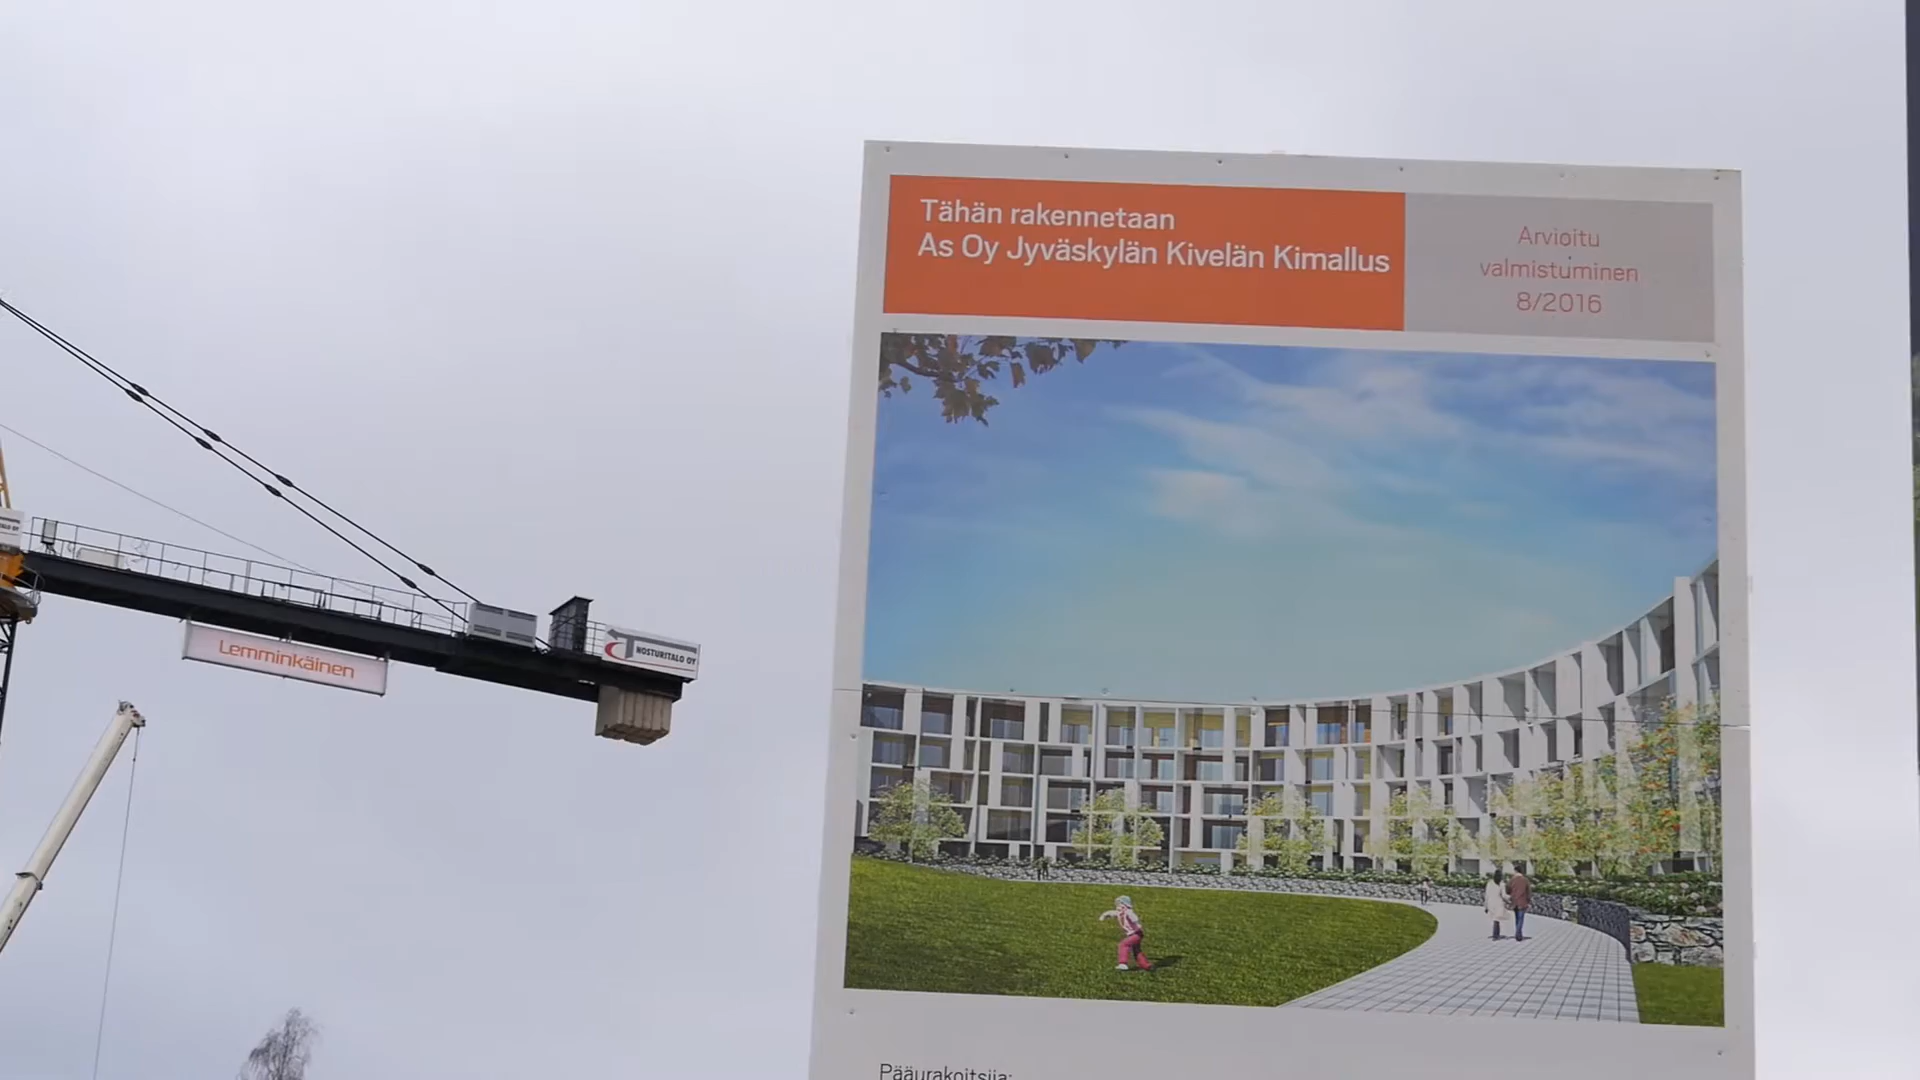 Tähän rakennetaan
As Oy Jyväskylän Kivelän Kimallus
Arvioitu
valmistuminen
8/2016
Lemminkäinen
NOSTURITALO OY
Pääurakoitsija: